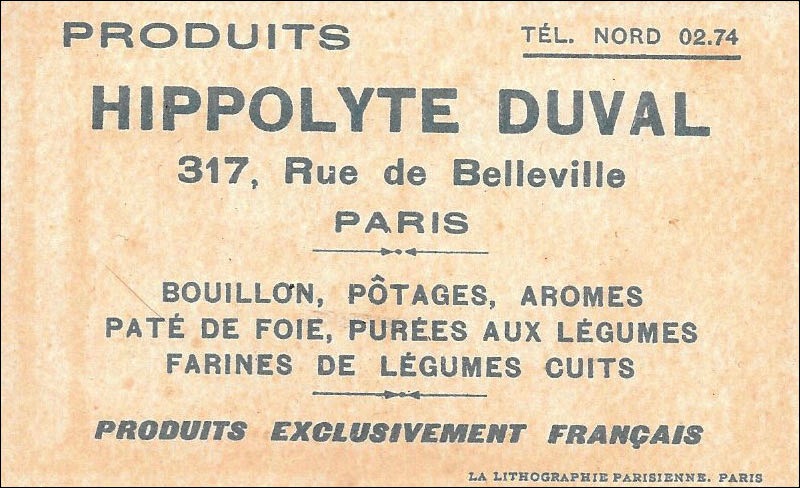 PRODUITS TÉL. NORD 02.74
HIPPOLYTE DUVAL
317, Rue de Belleville
PARIS
BOUILLON, PÔTAGES, AROMES
PATÉ DE FOIE, PURÉES AUX LÉGUMES
FARINES DE LÉGUMES CUITS
PRODUITS EXCLUSIVEMENT FRANÇAIS
LA LITHOGRAPHIE PARISIENNE. PARIS